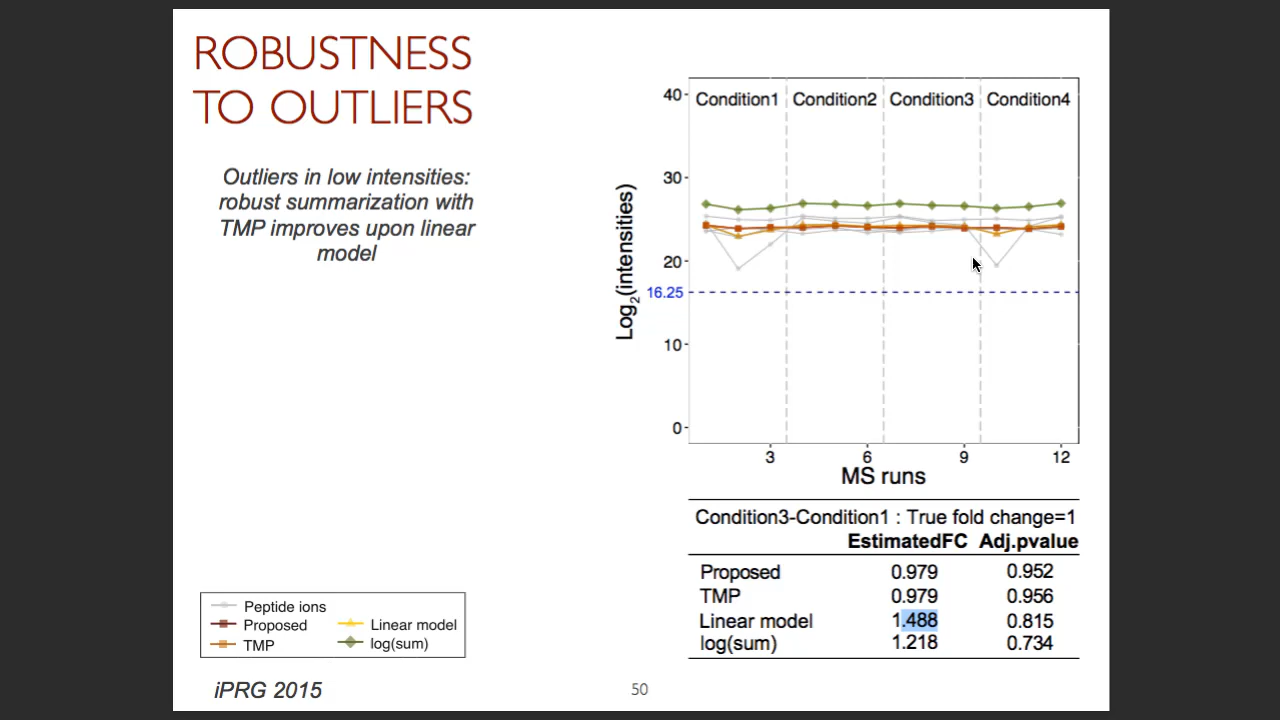 ROBUSTNESS
TO OUTLIERS
Outliers in low intensities:
robust summarization with
TMP improves upon linear
model
Condition1 Condition2 Condition3 Condition4
40
30
20
16.25
10
0
Log2(intensities)
3 6 9 12
MS runs
Condition3-Condition1 : True fold change=1
EstimatedFC Adj.pvalue
Proposed 0.979 0.952
TMP 0.979 0.956
Linear model 1.488 0.815
log(sum) 1.218 0.734
Peptide ions
Proposed Linear model
TMP log(sum)
iPRG 2015
50